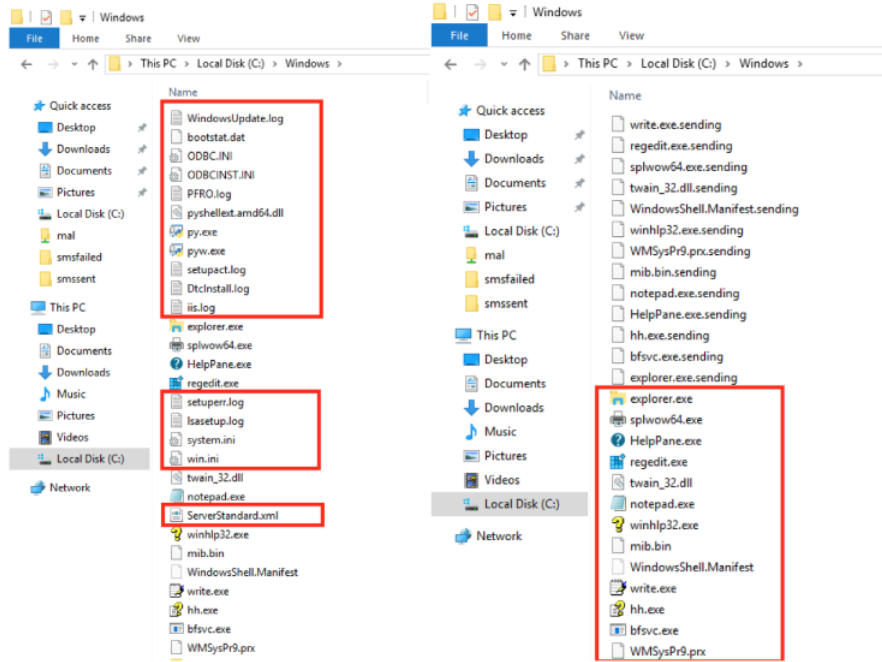 Windows
File Home Share View
This PC > Local Disk (C:) > Windows >
Quick access
Desktop
Downloads
Documents
Pictures
Local Disk (C:)
mal
smsfailed
smssent
This PC
Desktop
Documents
Downloads
Music
Pictures
Videos
Local Disk (C:)
Network
Name
WindowsUpdate.log
bootstat.dat
ODBC.INI
ODBCINST.INI
PFRO.log
pyshellext.amd64.dll
py.exe
pyw.exe
setupact.log
DtcInstall.log
iis.log
explorer.exe
splwow64.exe
HelpPane.exe
regedit.exe
setuperr.log
lsasetup.log
system.ini
win.ini
twain_32.dll
notepad.exe
ServerStandard.xml
winhlp32.exe
mib.bin
WindowsShell.Manifest
write.exe
hh.exe
bfsvc.exe
WMSysPr9.prx
Windows
File Home Share View
This PC > Local Disk (C:) > Windows >
Quick access
Desktop
Downloads
Documents
Pictures
Local Disk (C:)
mal
smsfailed
smssent
This PC
Desktop
Documents
Downloads
Music
Pictures
Videos
Local Disk (C:)
Network
Name
write.exe.sending
regedit.exe.sending
splwow64.exe.sending
twain_32.dll.sending
WindowsShell.Manifest.sending
winhlp32.exe.sending
WMSysPr9.prx.sending
mib.bin.sending
notepad.exe.sending
HelpPane.exe.sending
hh.exe.sending
bfsvc.exe.sending
explorer.exe.sending
explorer.exe
splwow64.exe
HelpPane.exe
regedit.exe
twain_32.dll
notepad.exe
winhlp32.exe
mib.bin
WindowsShell.Manifest
write.exe
hh.exe
bfsvc.exe
WMSysPr9.prx